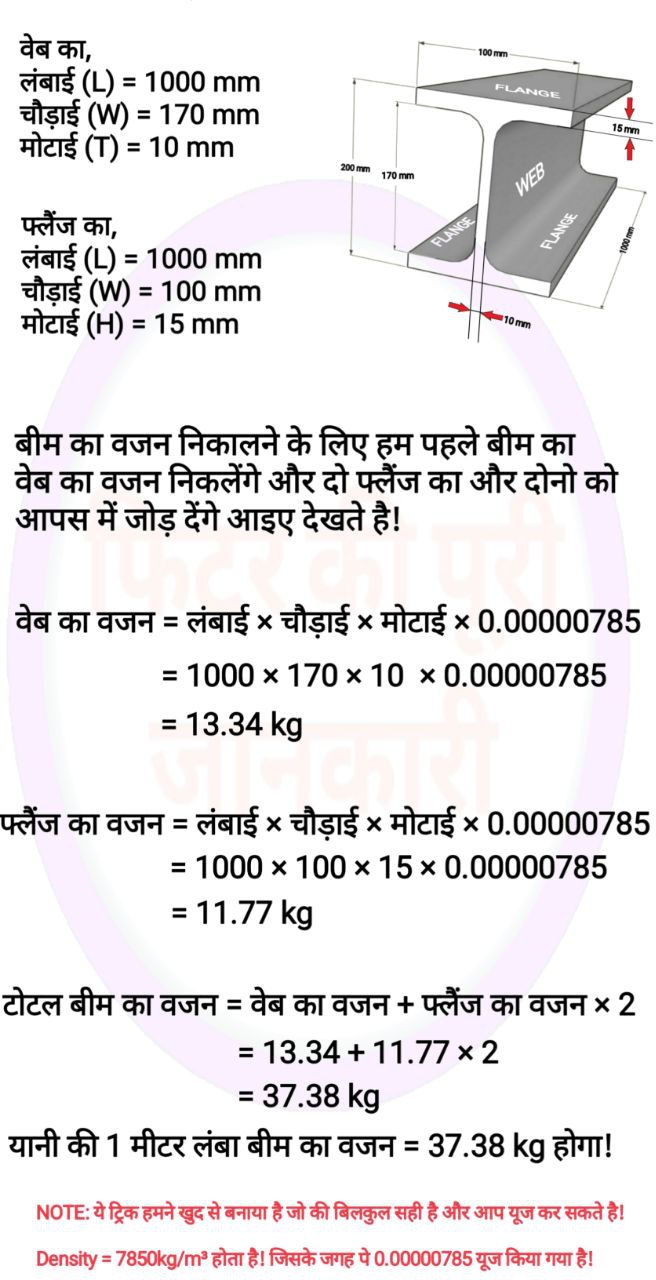 वेब का,
लंबाई (L) = 1000 mm
चौड़ाई (W) = 170 mm
मोटाई (T) = 10 mm
फ्लैंज का,
लंबाई (L) = 1000 mm
चौड़ाई (W) = 100 mm
मोटाई (H) = 15 mm
100 mm
FLANGE
15 mm
200 mm
170 mm
WEB
FLANGE
FLANGE
1000 mm
10 mm
बीम का वजन निकालने के लिए हम पहले बीम का
वेब का वजन निकलेंगे और दो फ्लैंज का और दोनो को
आपस में जोड़ देंगे आइए देखते है!
फिटर की पूरी
जानकारी
वेब का वजन = लंबाई × चौड़ाई × मोटाई × 0.00000785
= 1000 × 170 × 10 × 0.00000785
= 13.34 kg
फ्लैंज का वजन = लंबाई × चौड़ाई × मोटाई × 0.00000785
= 1000 × 100 × 15 × 0.00000785
= 11.77 kg
टोटल बीम का वजन = वेब का वजन + फ्लैंज का वजन × 2
= 13.34 + 11.77 × 2
= 37.38 kg
यानी की 1 मीटर लंबा बीम का वजन = 37.38 kg होगा!
NOTE: ये ट्रिक हमने खुद से बनाया है जो की बिलकुल सही है और आप यूज कर सकते है!
Density = 7850kg/m³ होता है! जिसके जगह पे 0.00000785 यूज किया गया है!